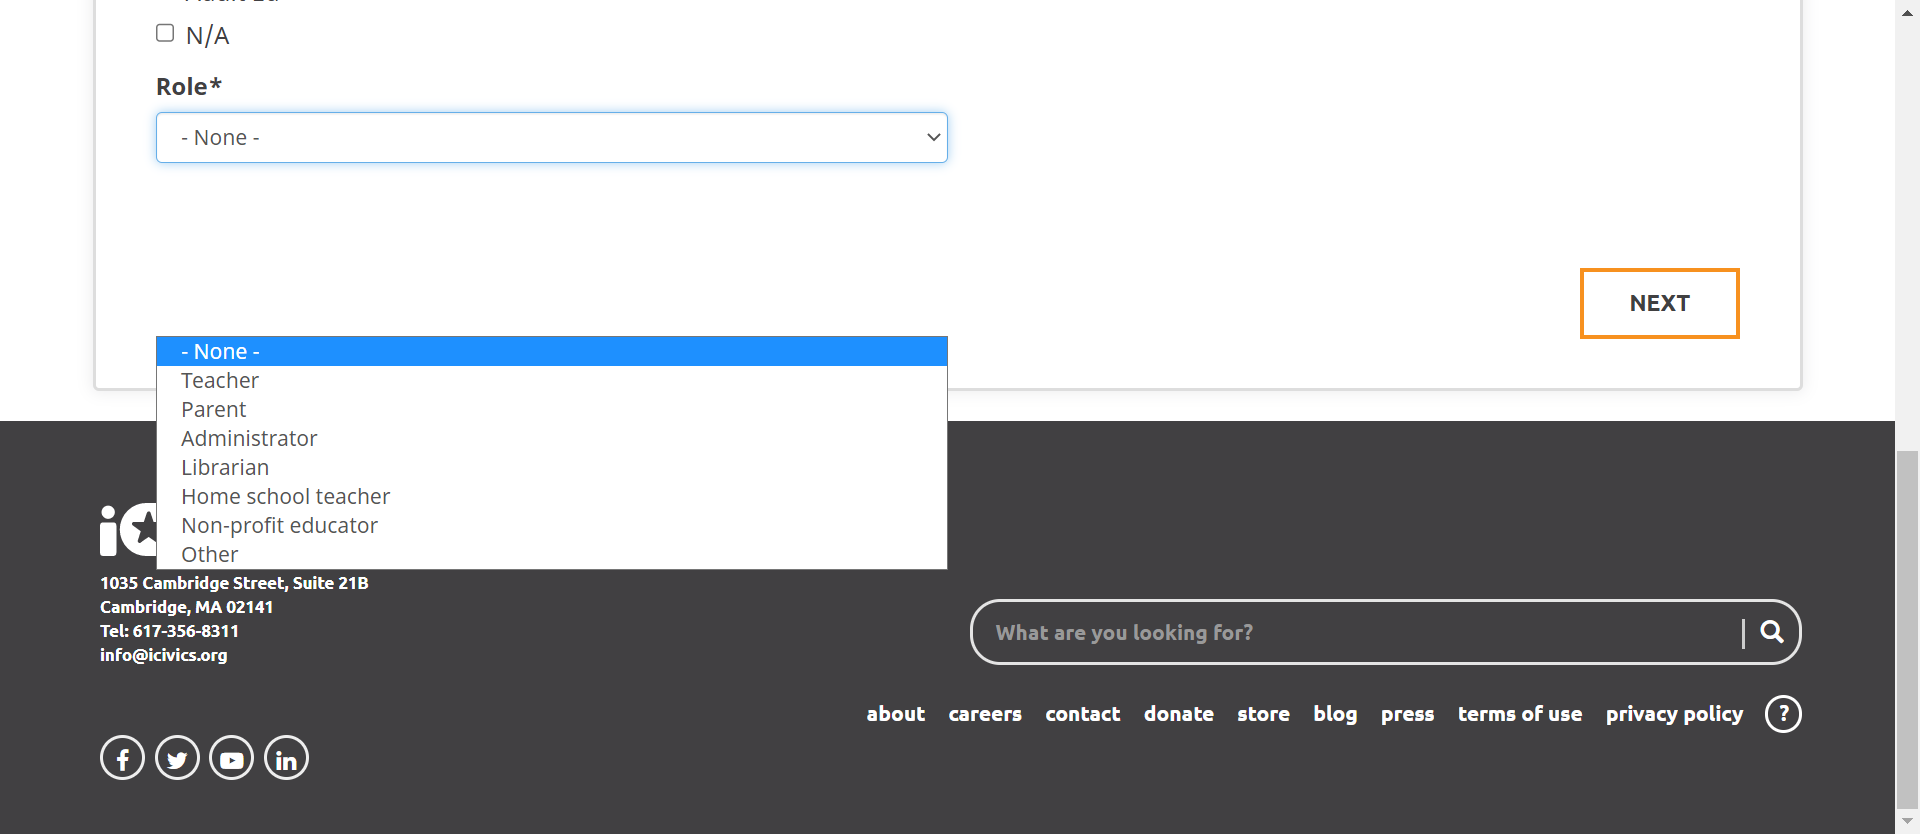 N/A
Role*
- None -
NEXT
- None -
Teacher
Parent
Administrator
Librarian
Home school teacher
Non-profit educator
Other
1035 Cambridge Street, Suite 21B
Cambridge, MA 02141
Tel: 617-356-8311
info@icivics.org
What are you looking for?
about careers contact donate store blog press terms of use privacy policy ?